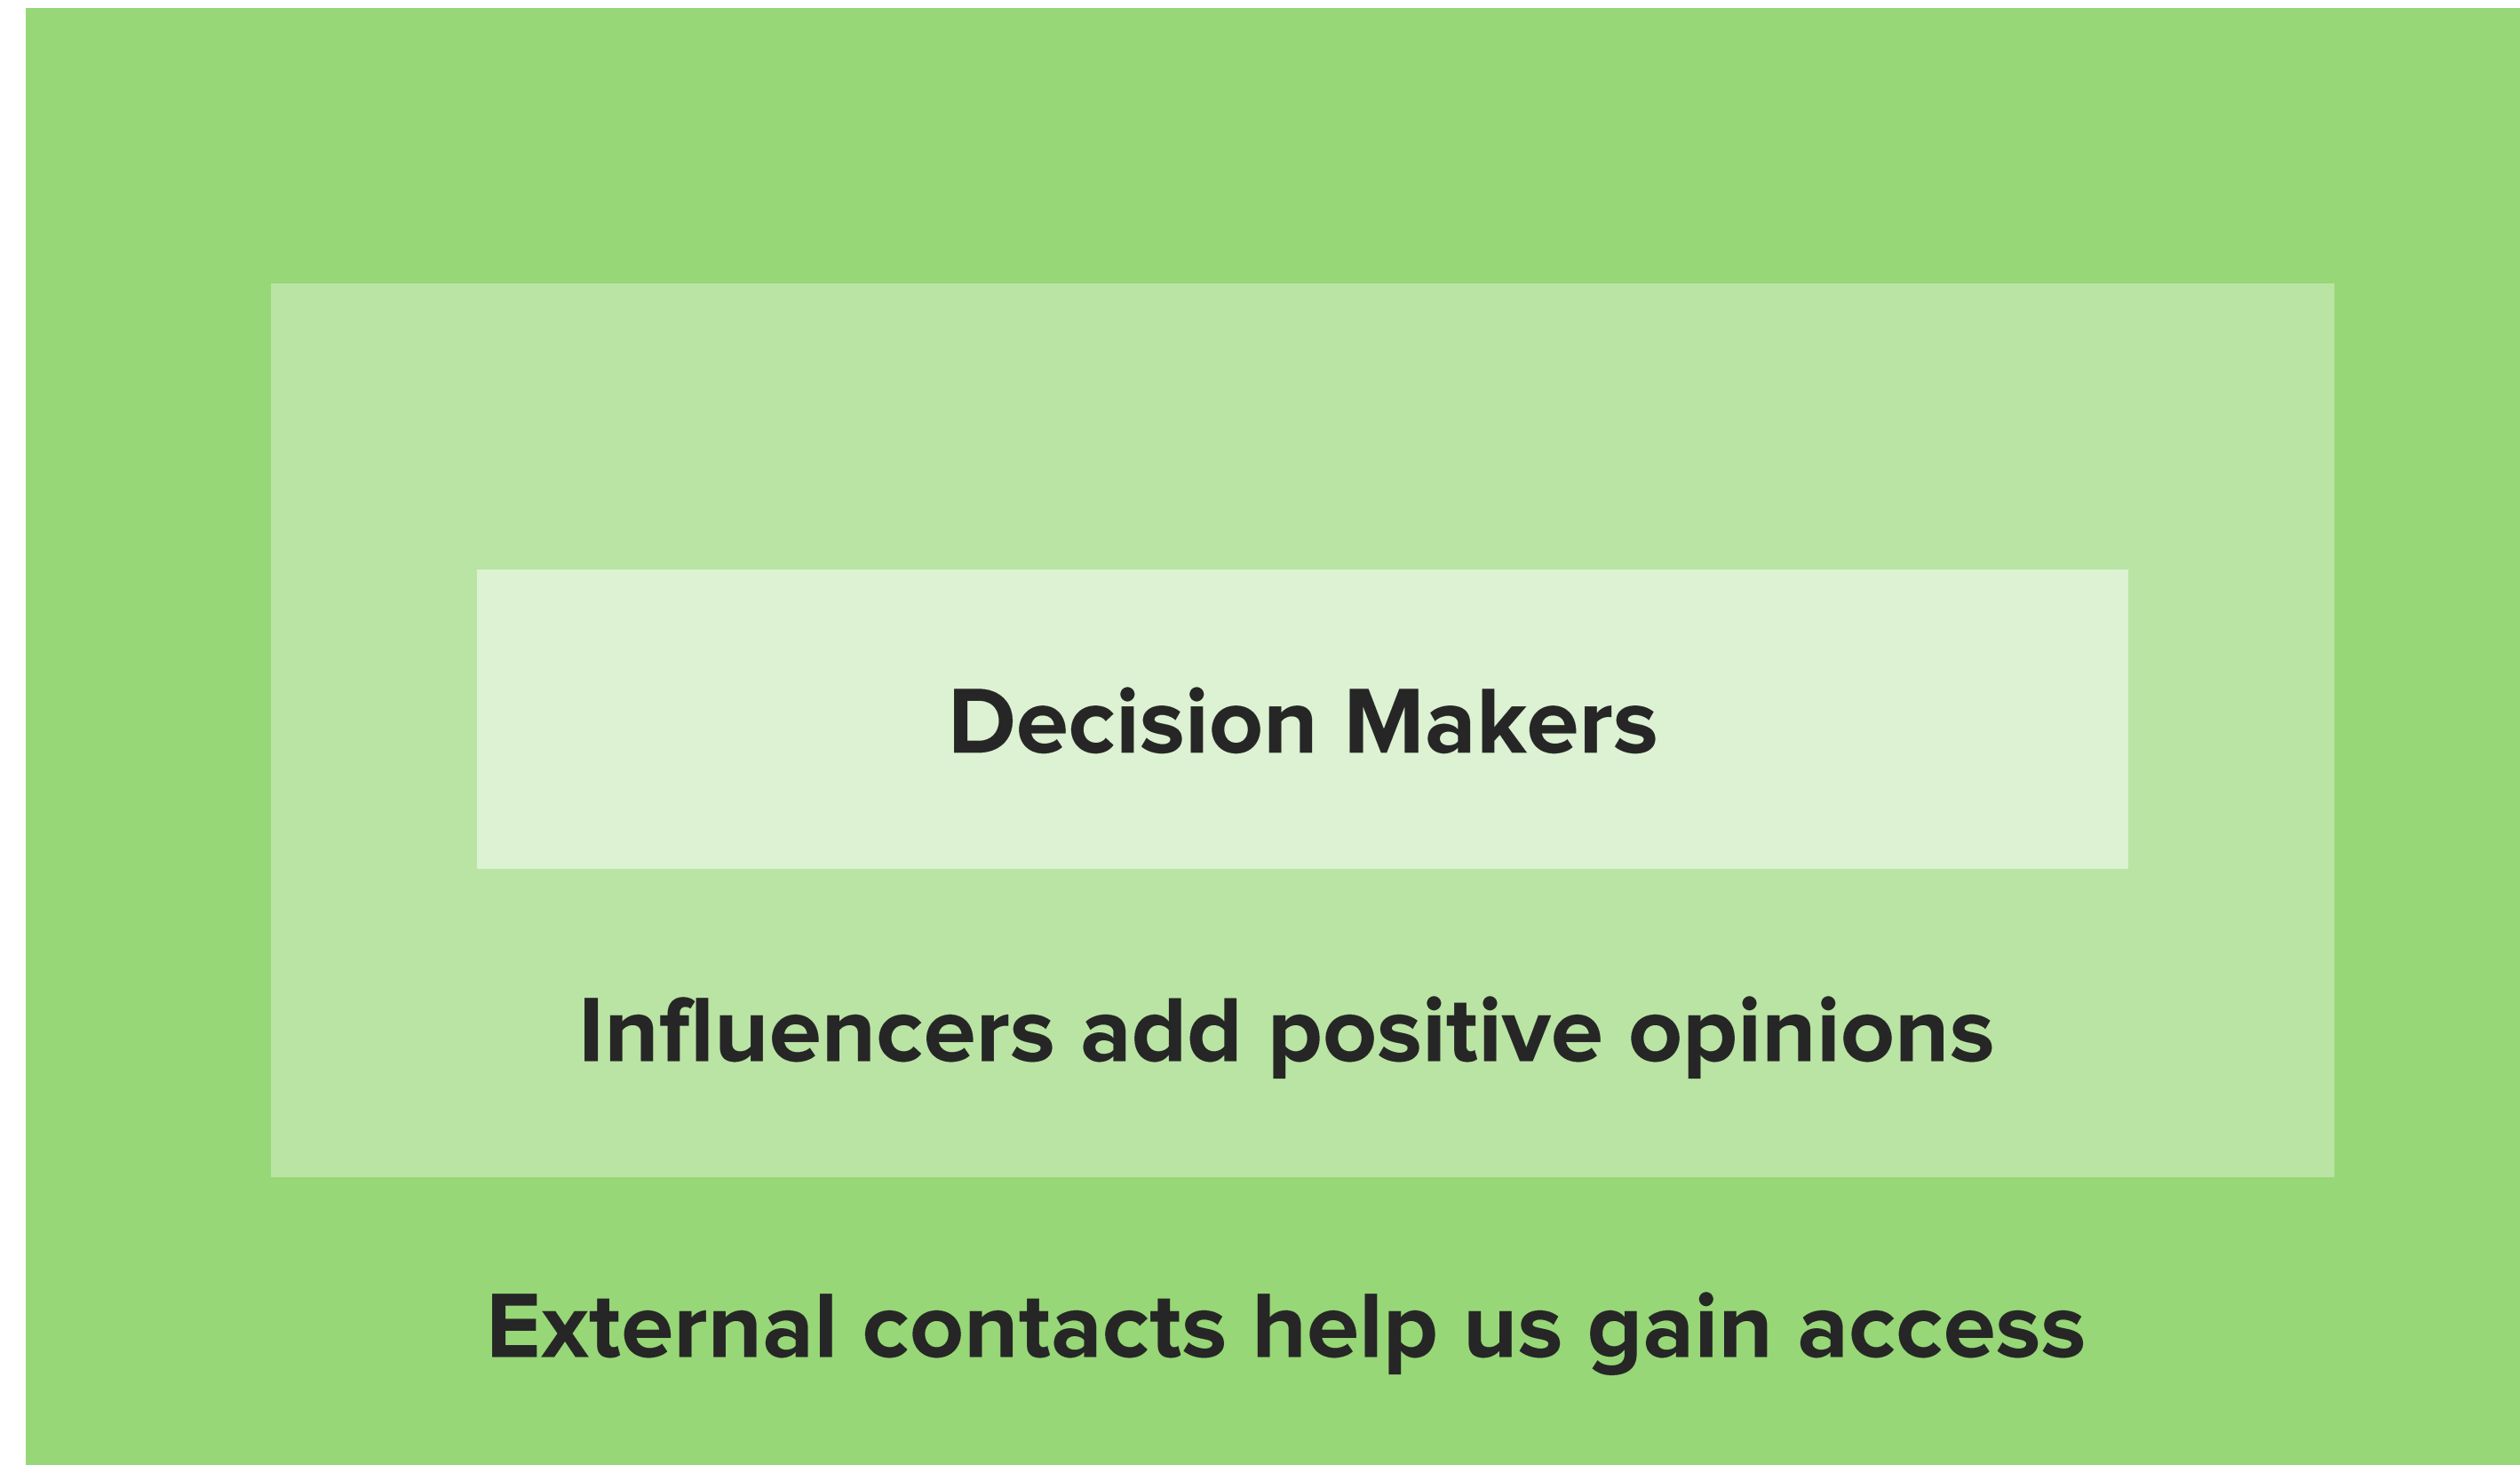 Decision Makers
Influencers add positive opinions
External contacts help us gain access